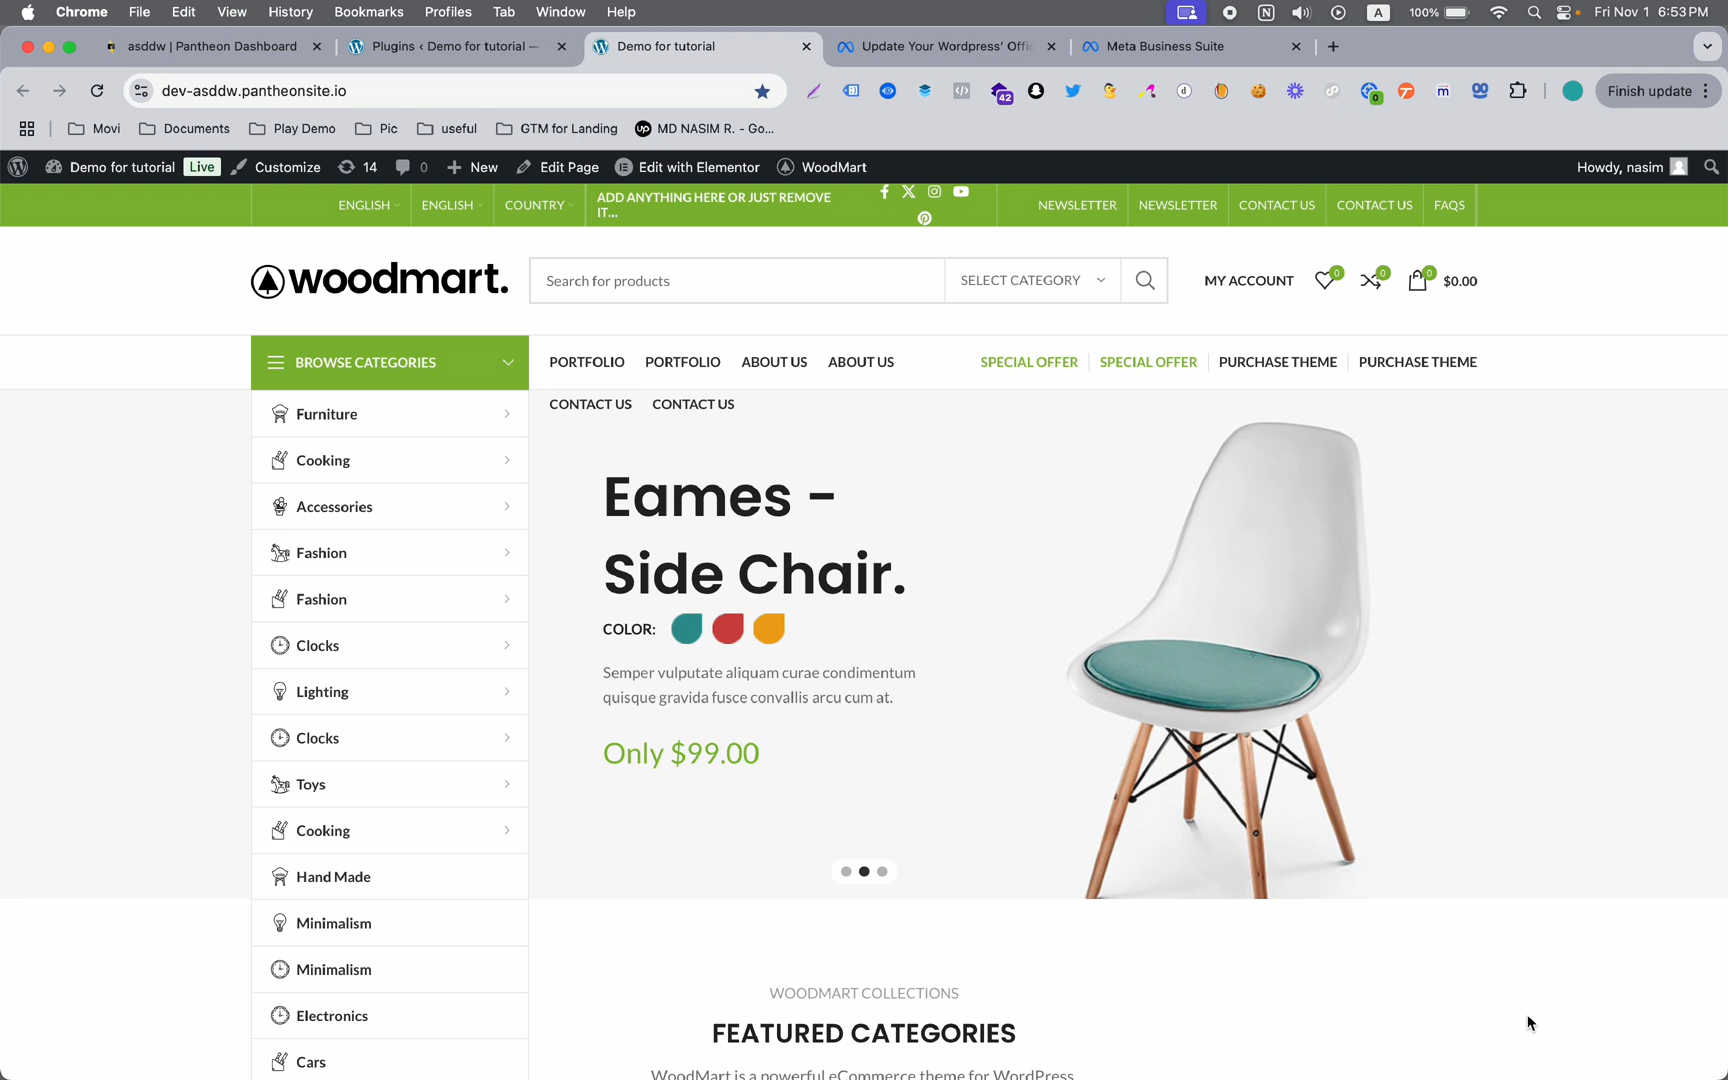 Chrome File Edit View History Bookmarks Profiles Tab Window Help A 100% Fri Nov 1 6:53 PM
asddw | Pantheon Dashboard Plugins ‹ Demo for tutorial — Demo for tutorial Update Your Wordpress' Offic Meta Business Suite
dev-asddw.pantheonsite.io 42 d 0 m Finish update
Movi Documents Play Demo Pic useful GTM for Landing up MD NASIM R. - Go...
Demo for tutorial Live Customize 14 0 New Edit Page Edit with Elementor WoodMart Howdy, nasim
ENGLISH ENGLISH COUNTRY ADD ANYTHING HERE OR JUST REMOVE
IT...
NEWSLETTER NEWSLETTER CONTACT US CONTACT US FAQS
woodmart. Search for products SELECT CATEGORY MY ACCOUNT 0 0 0 $0.00
BROWSE CATEGORIES PORTFOLIO PORTFOLIO ABOUT US ABOUT US SPECIAL OFFER SPECIAL OFFER PURCHASE THEME PURCHASE THEME
CONTACT US CONTACT US
Furniture
Cooking
Accessories
Fashion
Fashion
Clocks
Lighting
Clocks
Toys
Cooking
Hand Made
Minimalism
Minimalism
Electronics
Cars
Eames -
Side Chair.
COLOR:
Semper vulputate aliquam curae condimentum
quisque gravida fusce convallis arcu cum at.
Only $99.00
WOODMART COLLECTIONS
FEATURED CATEGORIES
WoodMart is a powerful eCommerce theme for WordPress.